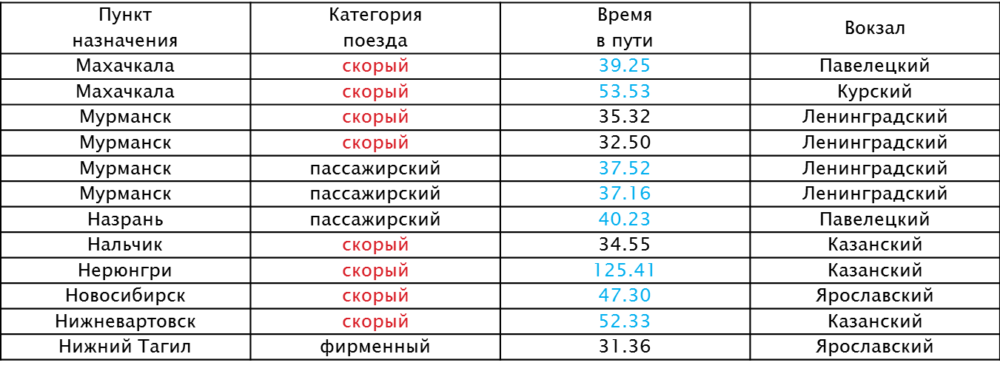 Пункт назначения Категория поезда Время в пути Вокзал
Махачкала скорый 39.25 Павелецкий
Махачкала скорый 53.53 Курский
Мурманск скорый 35.32 Ленинградский
Мурманск скорый 32.50 Ленинградский
Мурманск пассажирский 37.52 Ленинградский
Мурманск пассажирский 37.16 Ленинградский
Назрань пассажирский 40.23 Павелецкий
Нальчик скорый 34.55 Казанский
Нерюнгри скорый 125.41 Казанский
Новосибирск скорый 47.30 Ярославский
Нижневартовск скорый 52.33 Казанский
Нижний Тагил фирменный 31.36 Ярославский